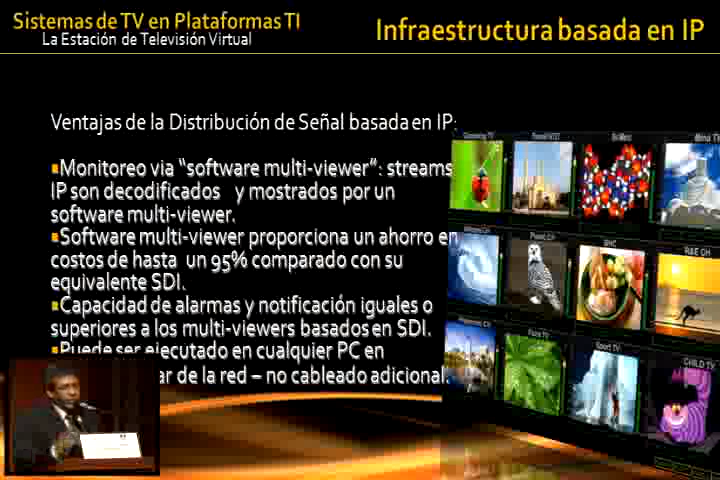 Sistemas de TV en Plataformas TI
La Estación de Televisión Virtual
Infraestructura basada en IP
Ventajas de la Distribución de Señal basada en IP:
Monitoreo via “software multi-viewer”: streams
IP son decodificados y mostrados por un
software multi-viewer.
Software multi-viewer proporciona un ahorro en
costos de hasta un 95% comparado con su
equivalente SDI.
Capacidad de alarmas y notificación iguales o
superiores a los multi-viewers basados en SDI.
Puede ser ejecutado en cualquier PC en
ar de la red – no cableado adicional.
Sport TV
CHILD TV